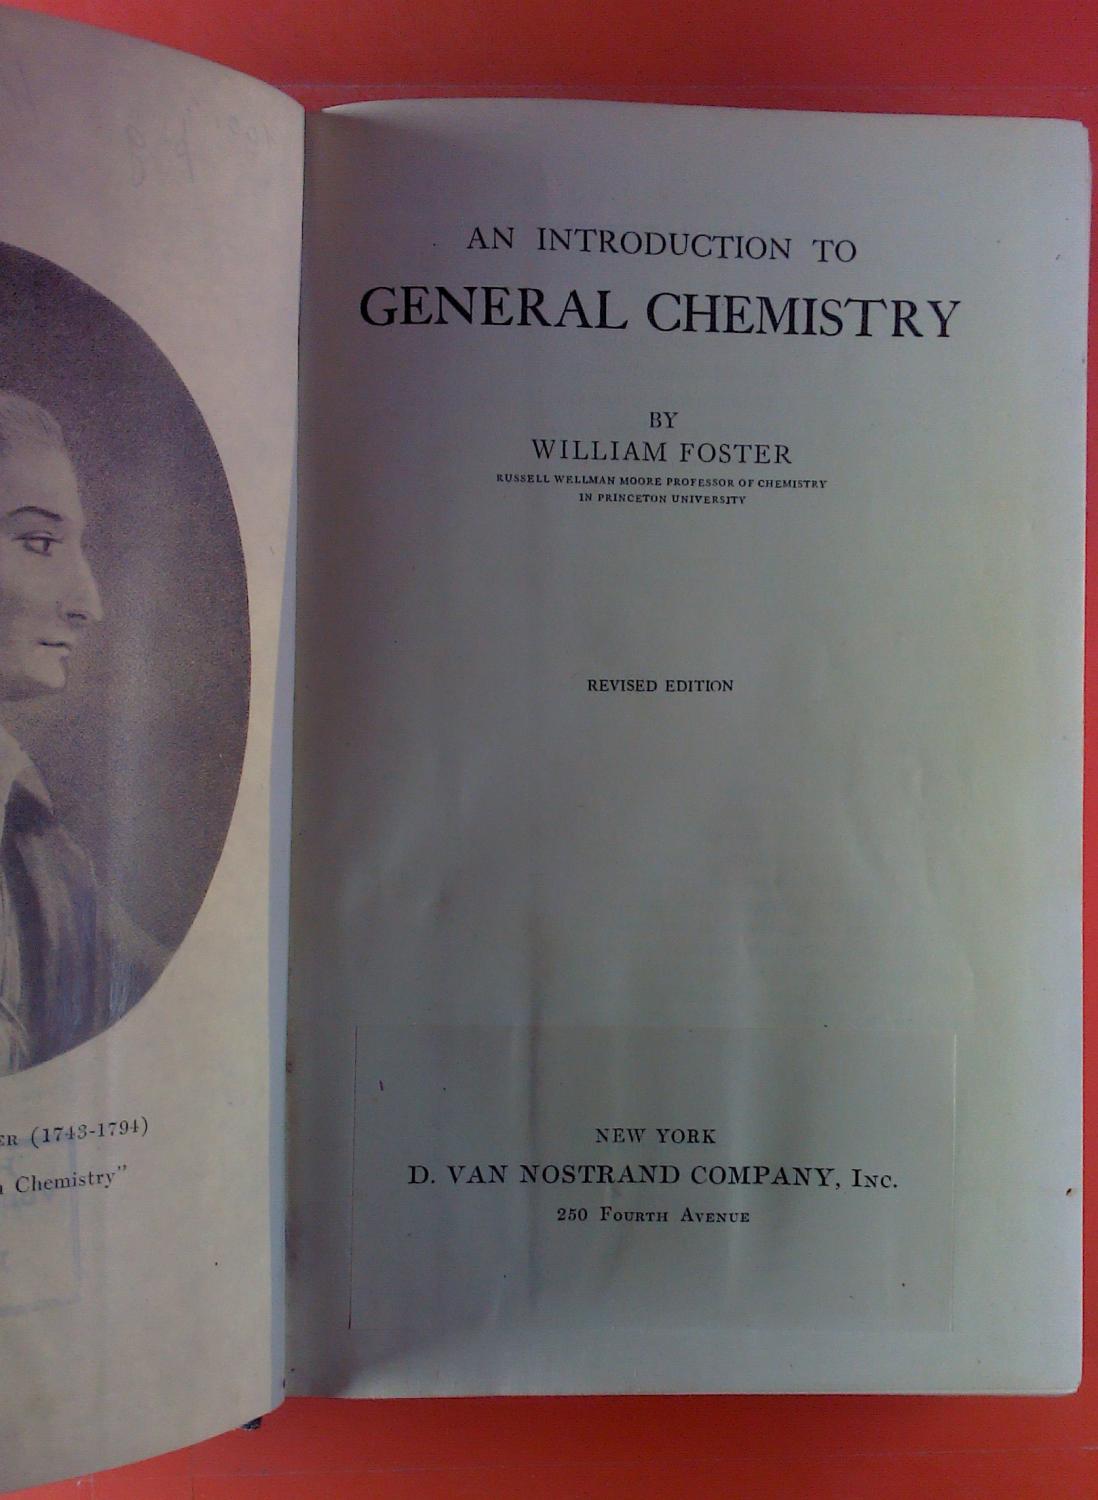 ER (1743-1794)
Chemistry"
AN INTRODUCTION TO
GENERAL CHEMISTRY
BY
WILLIAM FOSTER
RUSSELL WELLMAN MOORE PROFESSOR OF CHEMISTRY
IN PRINCETON UNIVERSITY
REVISED EDITION
NEW YORK
D. VAN NOSTRAND COMPANY, INC.
250 FOURTH AVENUE